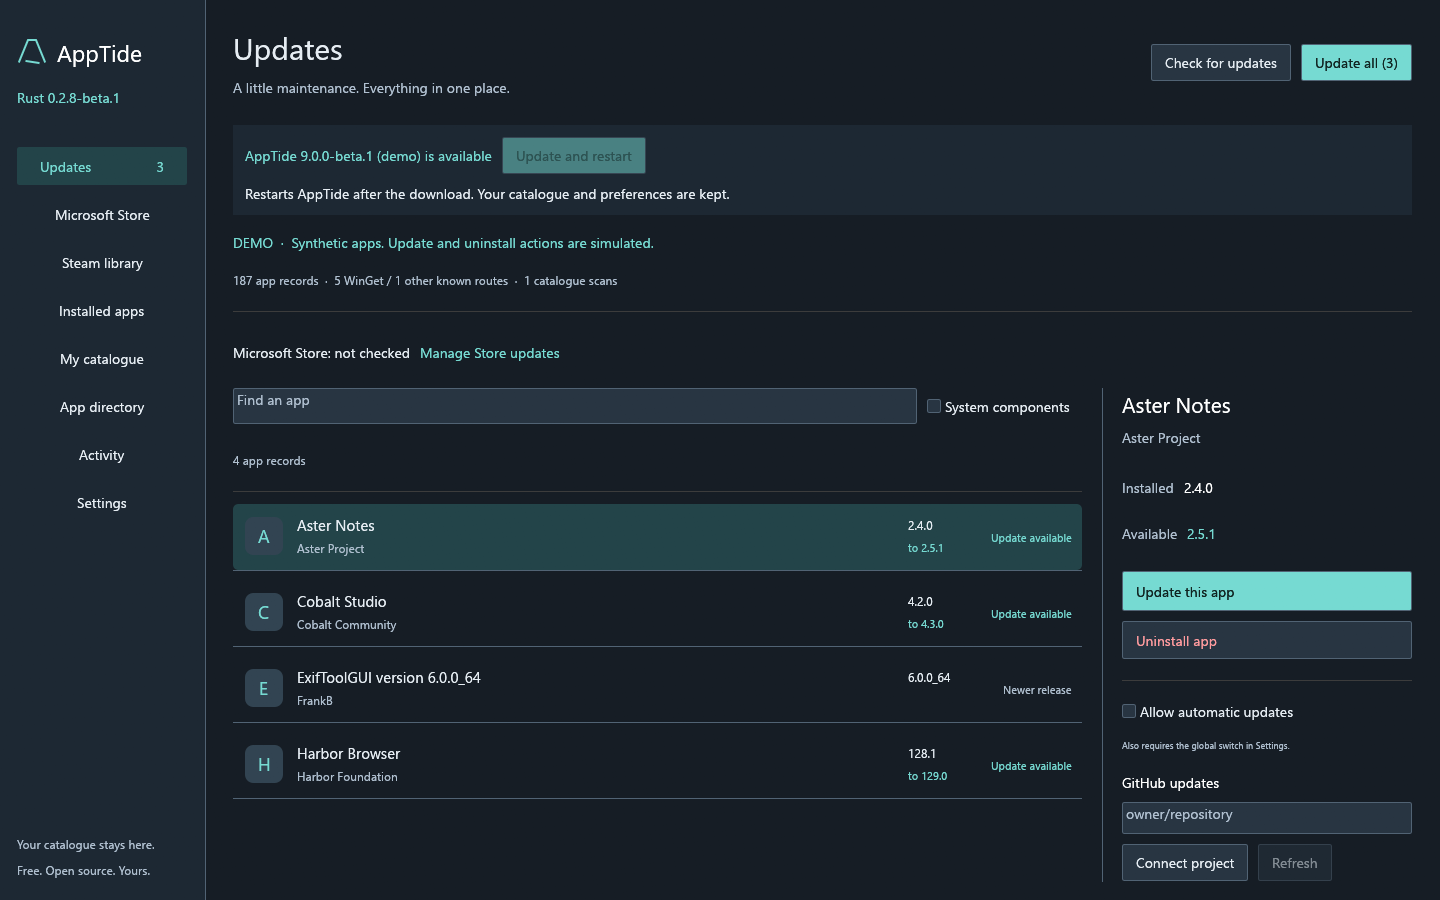 AppTide
Rust 0.2.8-beta.1
Updates 3
Microsoft Store
Steam library
Installed apps
My catalogue
App directory
Activity
Settings
Your catalogue stays here.
Free. Open source. Yours.
Updates
A little maintenance. Everything in one place.
Check for updates
Update all (3)
AppTide 9.0.0-beta.1 (demo) is available
Update and restart
Restarts AppTide after the download. Your catalogue and preferences are kept.
DEMO · Synthetic apps. Update and uninstall actions are simulated.
187 app records · 5 WinGet / 1 other known routes · 1 catalogue scans
Microsoft Store: not checked Manage Store updates
Find an app
System components
4 app records
A
Aster Notes
Aster Project
2.4.0
to 2.5.1
Update available
C
Cobalt Studio
Cobalt Community
4.2.0
to 4.3.0
Update available
E
ExifToolGUI version 6.0.0_64
FrankB
6.0.0_64
Newer release
H
Harbor Browser
Harbor Foundation
128.1
to 129.0
Update available
Aster Notes
Aster Project
Installed 2.4.0
Available 2.5.1
Update this app
Uninstall app
Allow automatic updates
Also requires the global switch in Settings.
GitHub updates
owner/repository
Connect project
Refresh